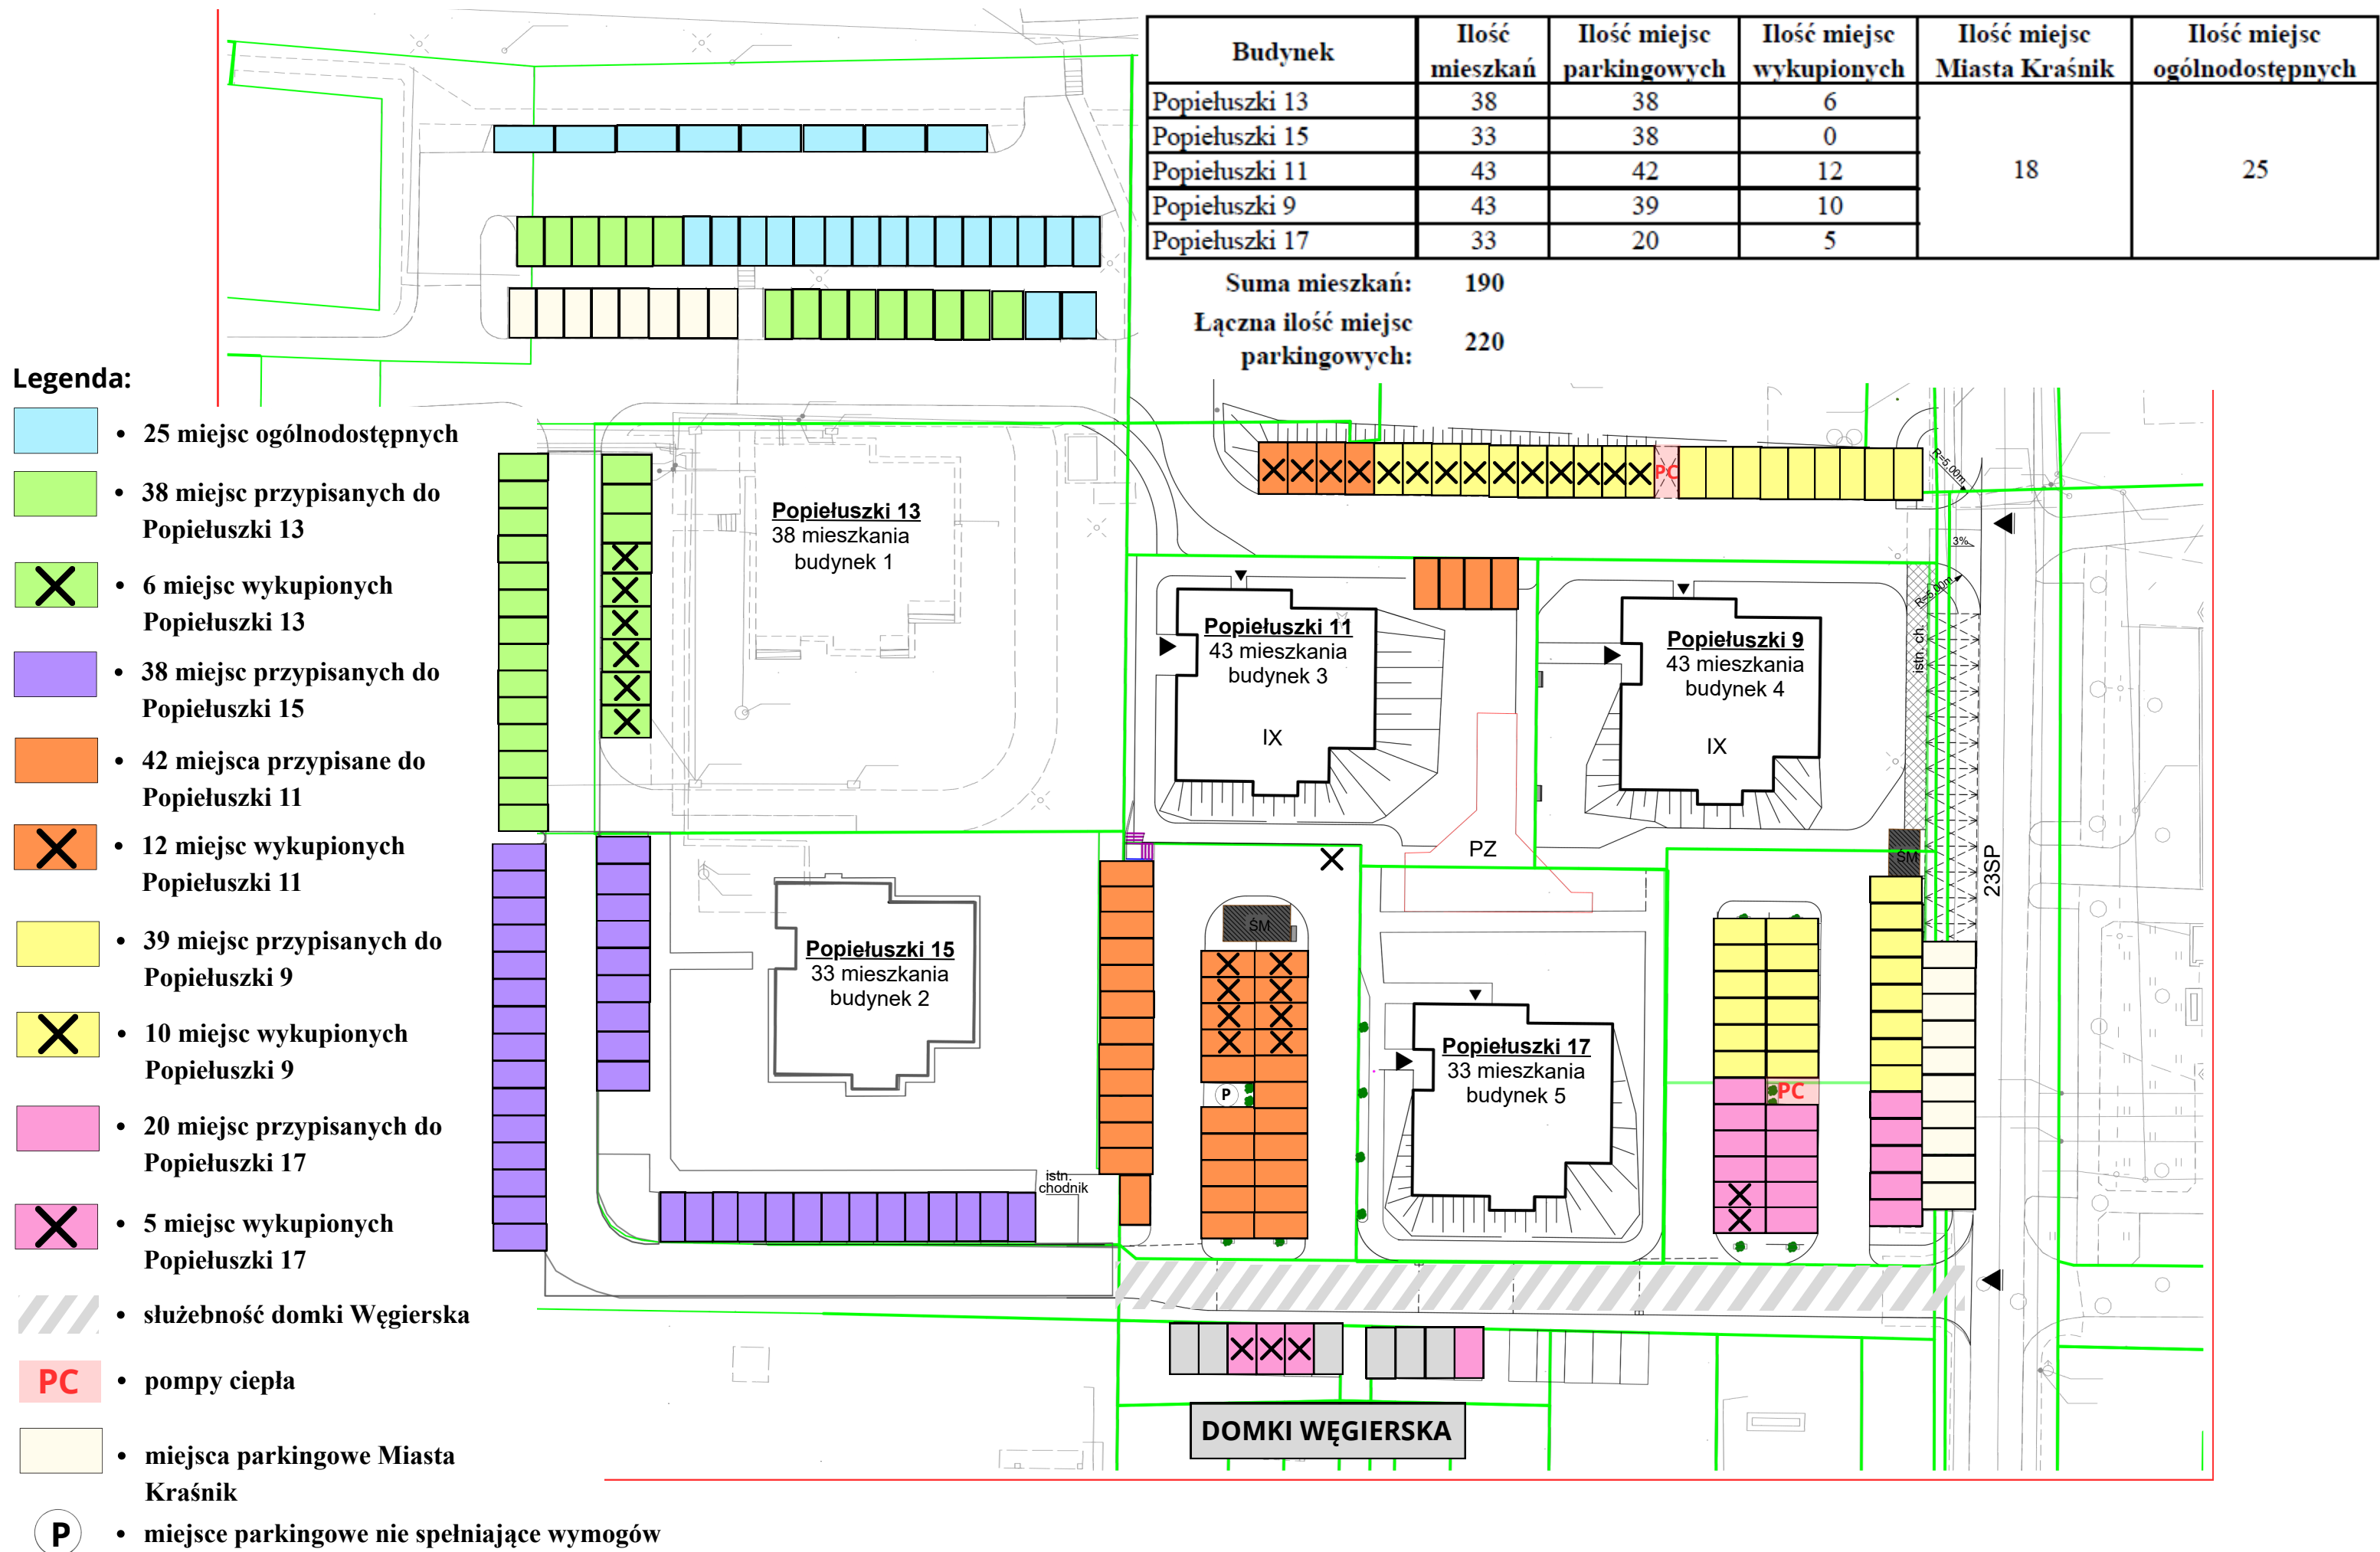 Budynek
Ilość mieszkań
Ilość miejsc parkingowych
Ilość miejsc wykupionych
Ilość miejsc Miasta Kraśnik
Ilość miejsc ogólnodostępnych
Popiełuszki 13 38 38 6
Popiełuszki 15 33 38 0
Popiełuszki 11 43 42 12 18 25
Popiełuszki 9 43 39 10
Popiełuszki 17 33 20 5
Suma mieszkań: 190
Łączna ilość miejsc
parkingowych: 220
Legenda:
• 25 miejsc ogólnodostępnych
• 38 miejsc przypisanych do
Popiełuszki 13
• 6 miejsc wykupionych
Popiełuszki 13
• 38 miejsc przypisanych do
Popiełuszki 15
• 42 miejsca przypisane do
Popiełuszki 11
• 12 miejsc wykupionych
Popiełuszki 11
• 39 miejsc przypisanych do
Popiełuszki 9
• 10 miejsc wykupionych
Popiełuszki 9
• 20 miejsc przypisanych do
Popiełuszki 17
• 5 miejsc wykupionych
Popiełuszki 17
• służebność domki Węgierska
PC • pompy ciepła
• miejsca parkingowe Miasta
Kraśnik
P • miejsce parkingowe nie spełniające wymogów
Popiełuszki 13
38 mieszkania
budynek 1
PC
R=5,00m
3%
R=5,00m
istn. ch.
Popiełuszki 11
43 mieszkania
budynek 3
IX
Popiełuszki 9
43 mieszkania
budynek 4
IX
PZ
ŚM
23SP
Popiełuszki 15
33 mieszkania
budynek 2
ŚM
P
Popiełuszki 17
33 mieszkania
budynek 5
PC
istn.
chodnik
DOMKI WĘGIERSKA